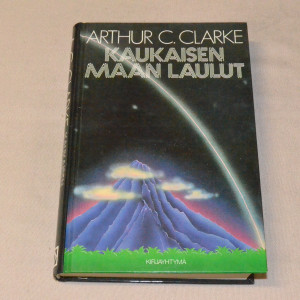 ARTHUR C. CLARKE
KAUKAISEN
MAAN LAULUT
KIRJAYHTYMÄ